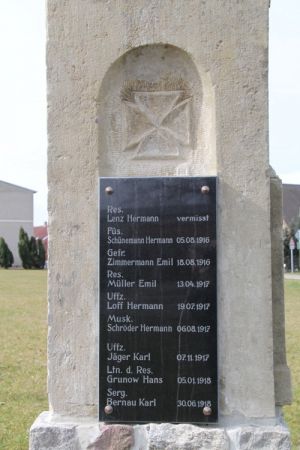 Res.
Lenz Hermann vermisst
Füs.
Schünemann Hermann 05.08.1916
Gefr.
Zimmermann Emil 18.08.1916
Res.
Müller Emil 13.04.1917
Uffz.
Loff Hermann 19.07.1917
Musk.
Schröder Hermann 06.08.1917
Uffz.
Jäger Karl 07.11.1917
Ltn. d. Res.
Grunow Hans 05.01.1918
Serg.
Bernau Karl 30.06.1918